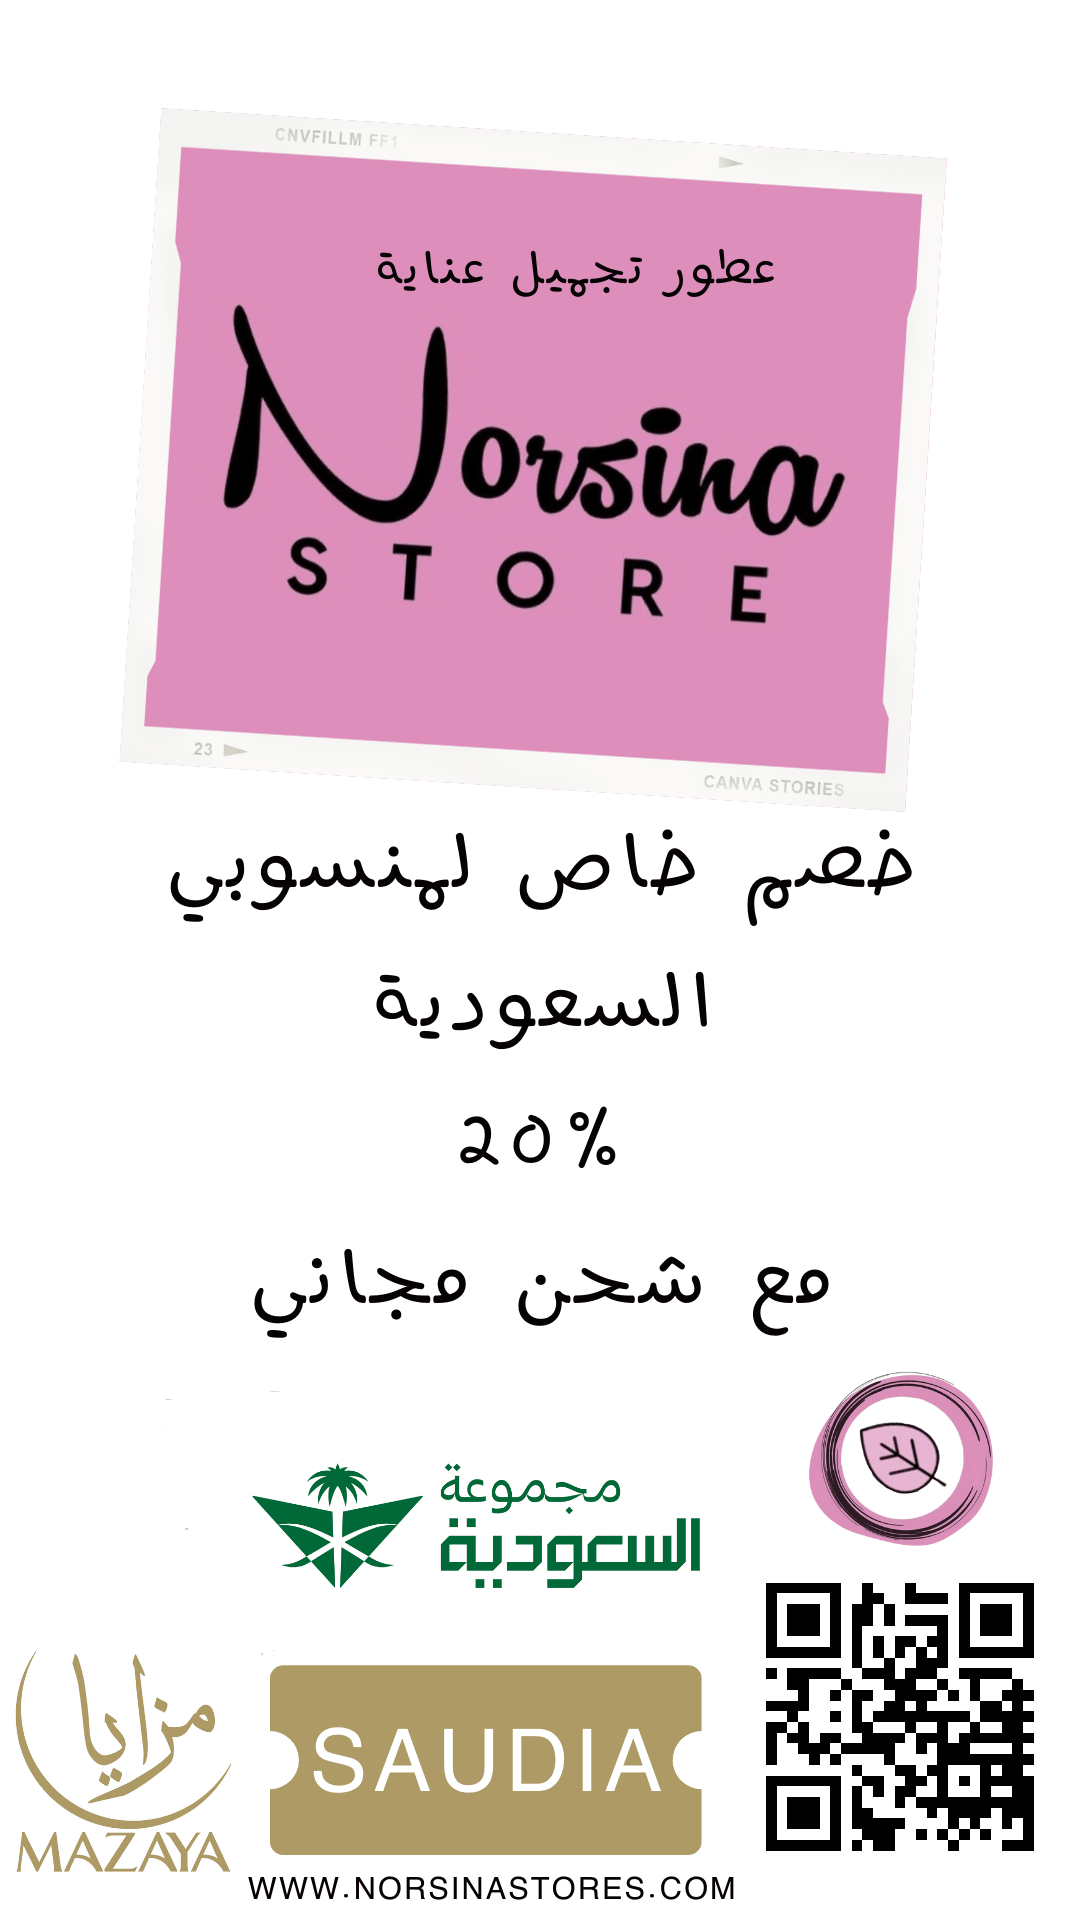 CNVFILLM FF1
عطور تجميل عناية
Norsina
STORE
23
CANVA STORIES
خصم خاص لمنسوبي
السعودية
20%
مع شحن مجاني
مجموعة
السعودية
مزايا
MAZAYA
SAUDIA
WWW.NORSINASTORES.COM